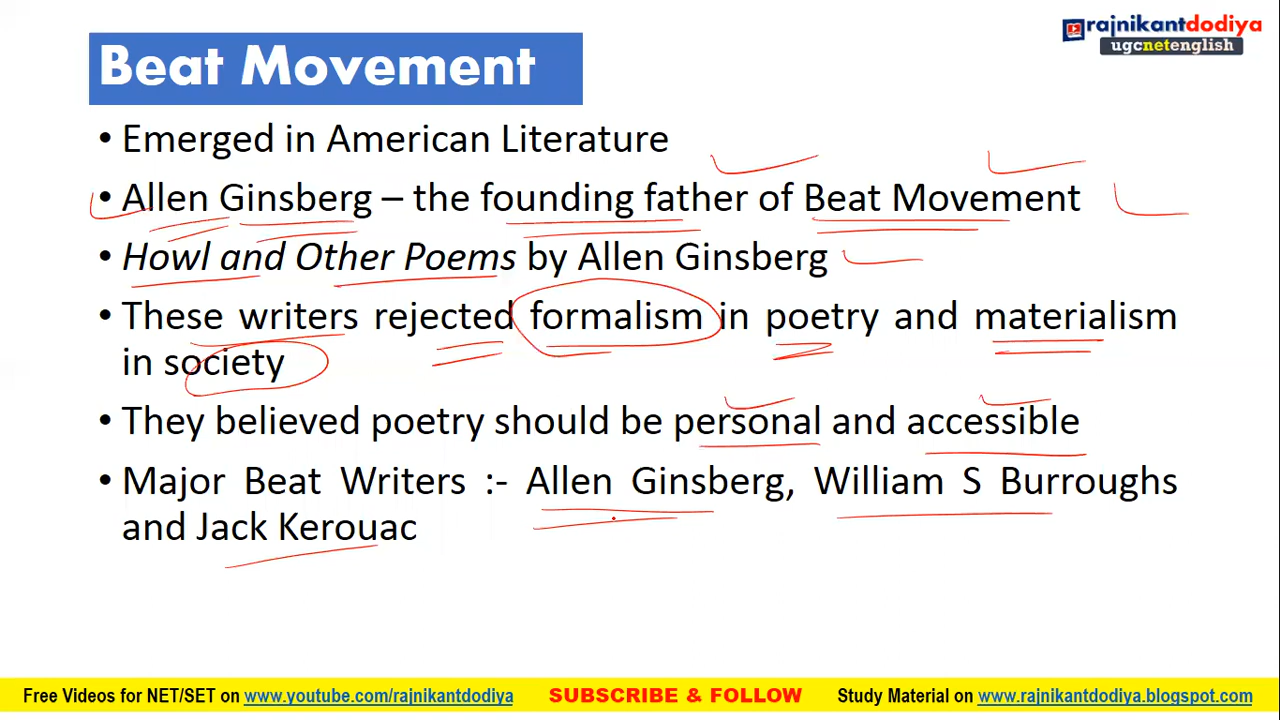 rajnikantdodiya
ugcnetenglish
Beat Movement
• Emerged in American Literature
• Allen Ginsberg – the founding father of Beat Movement
• Howl and Other Poems by Allen Ginsberg
• These writers rejected formalism in poetry and materialism
in society
• They believed poetry should be personal and accessible
• Major Beat Writers :- Allen Ginsberg, William S Burroughs
and Jack Kerouac
Free Videos for NET/SET on www.youtube.com/rajnikantdodiya SUBSCRIBE & FOLLOW Study Material on www.rajnikantdodiya.blogspot.com